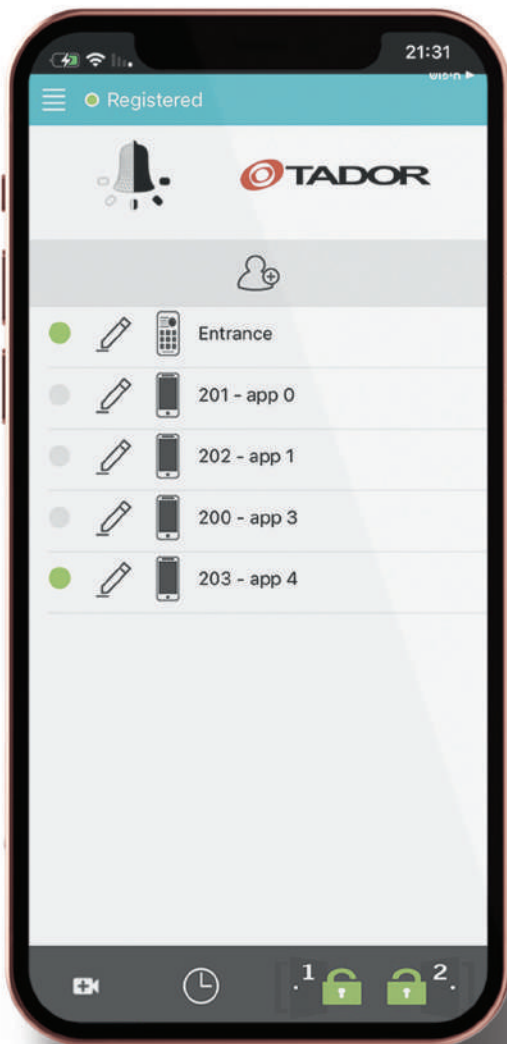 21:31
חיפוש ◀
Registered
TADOR
Entrance
201 - app 0
202 - app 1
200 - app 3
203 - app 4
.1
2.